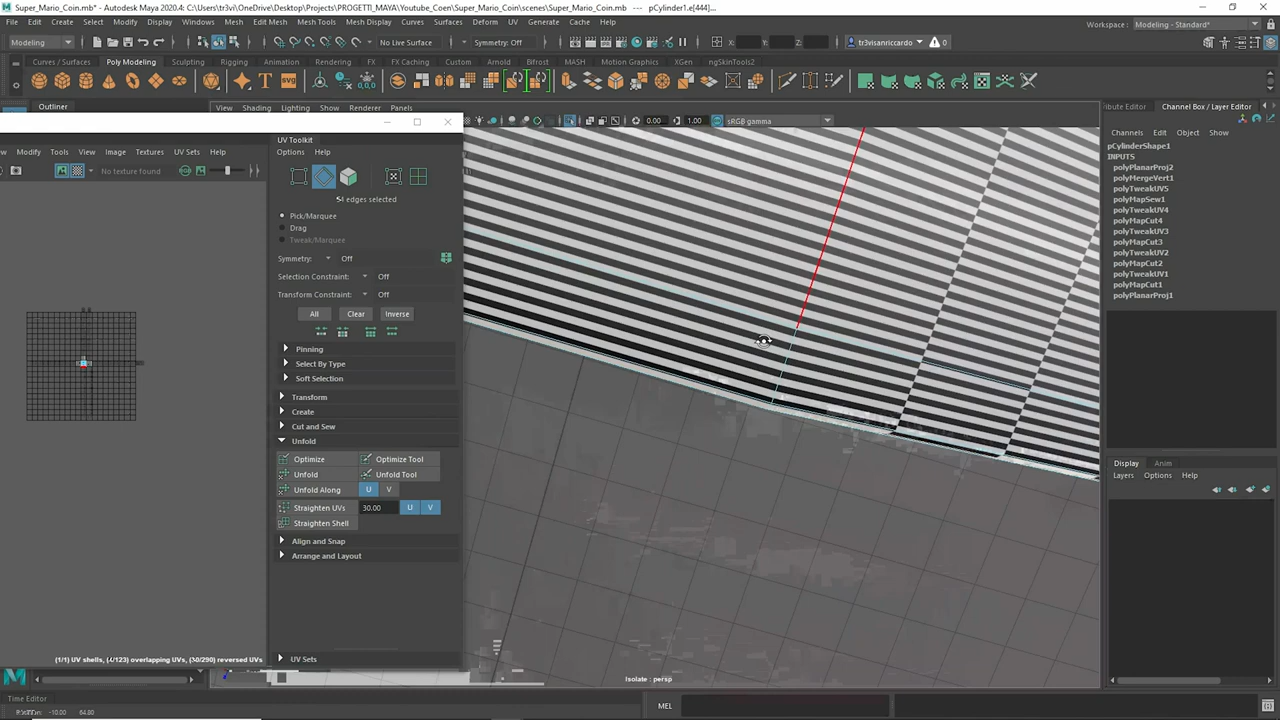 Super_Mario_Coin.mb* - Autodesk Maya 2020.4: C:\Users\tr3vi\OneDrive\Desktop\Projects\PROGETTI_MAYA\Youtube_Coen\Super_Mario_Coin\scenes\Super_Mario_Coin.mb --- pCylinder1.e[444]...
File Edit Create Select Modify Display Windows Mesh Edit Mesh Mesh Tools Mesh Display Curves Surfaces Deform UV Generate Cache Help
Workspace : Modeling - Standard*
Modeling No Live Surface Symmetry: Off X: Y: Z: tr3visanriccardo 0
Curves / Surfaces Poly Modeling Sculpting Rigging Animation Rendering FX FX Caching Custom Arnold Bifrost MASH Motion Graphics XGen ngSkinTools2
Outliner View Shading Lighting Show Renderer Panels
0.00 1.00 sRGB gamma
UV Toolkit
Modify Tools View Image Textures UV Sets Help
No texture found
Options Help
54 edges selected
Pick/Marquee
Drag
Tweak/Marquee
Symmetry: Off
Selection Constraint: Off
Transform Constraint: Off
All Clear Inverse
Pinning
Select By Type
Soft Selection
Transform
Create
Cut and Sew
Unfold
Optimize Optimize Tool
Unfold Unfold Tool
Unfold Along U V
Straighten UVs 30.00 U V
Straighten Shell
Align and Snap
Arrange and Layout
UV Sets
(1/1) UV shells, (4/123) overlapping UVs, (30/290) reversed UVs
Isolate : persp
bute Editor Channel Box / Layer Editor
Channels Edit Object Show
pCylinderShape1
INPUTS
polyPlanarProj2
polyMergeVert1
polyTweakUV5
polyMapSew1
polyTweakUV4
polyMapCut4
polyTweakUV3
polyMapCut3
polyTweakUV2
polyMapCut2
polyTweakUV1
polyMapCut1
polyPlanarProj1
Display Anim
Layers Options Help
Time Editor MEL
-10.00 64.80